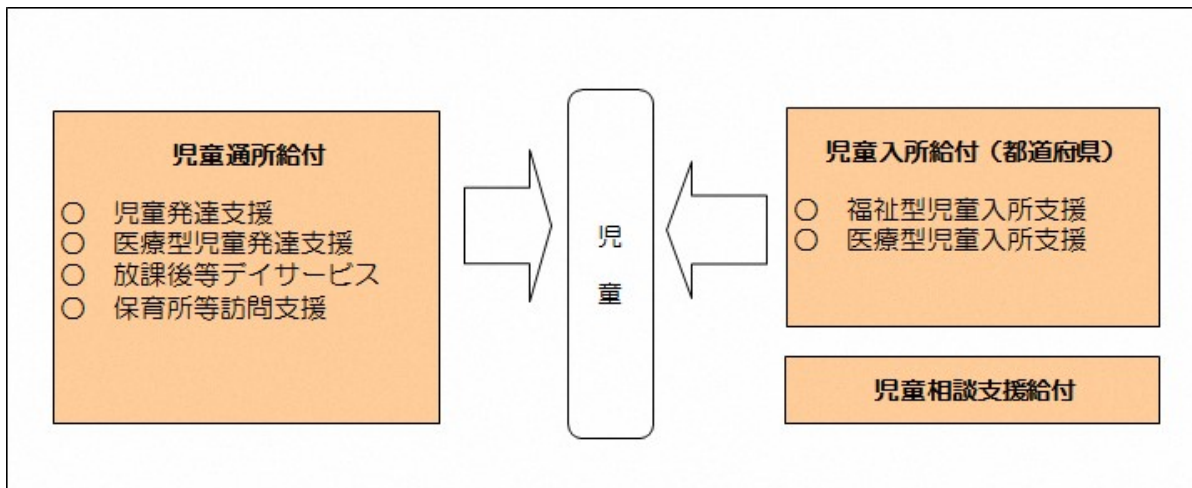 児童通所給付
○ 児童発達支援
○ 医療型児童発達支援
○ 放課後等デイサービス
○ 保育所等訪問支援
児童
児童入所給付（都道府県）
○ 福祉型児童入所支援
○ 医療型児童入所支援
児童相談支援給付